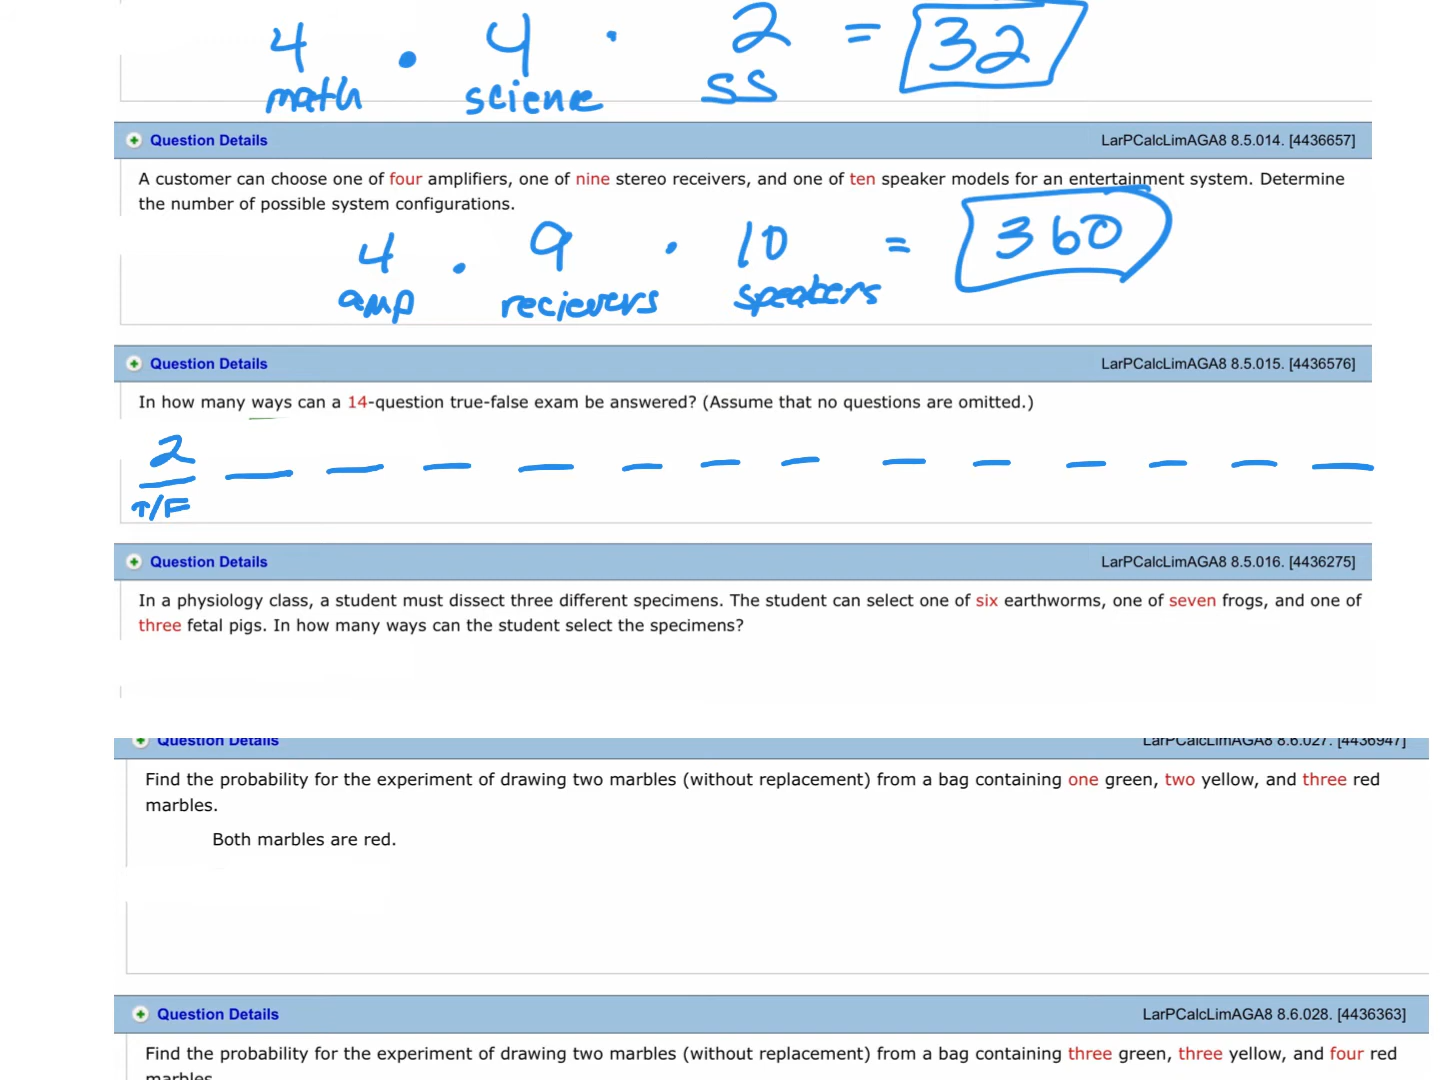 4 · 4 · 2 = 32
math science SS
Question Details LarPCalcLimAGA8 8.5.014. [4436657]
A customer can choose one of four amplifiers, one of nine stereo receivers, and one of ten speaker models for an entertainment system. Determine
the number of possible system configurations.
4 · 9 · 10 = 360
amp recievers speakers
Question Details LarPCalcLimAGA8 8.5.015. [4436576]
In how many ways can a 14-question true-false exam be answered? (Assume that no questions are omitted.)
2
T/F
Question Details LarPCalcLimAGA8 8.5.016. [4436275]
In a physiology class, a student must dissect three different specimens. The student can select one of six earthworms, one of seven frogs, and one of
three fetal pigs. In how many ways can the student select the specimens?
Question Details LarPCalcLimAGA8 8.6.027. [4436947]
Find the probability for the experiment of drawing two marbles (without replacement) from a bag containing one green, two yellow, and three red
marbles.
Both marbles are red.
Question Details LarPCalcLimAGA8 8.6.028. [4436363]
Find the probability for the experiment of drawing two marbles (without replacement) from a bag containing three green, three yellow, and four red
marbles.